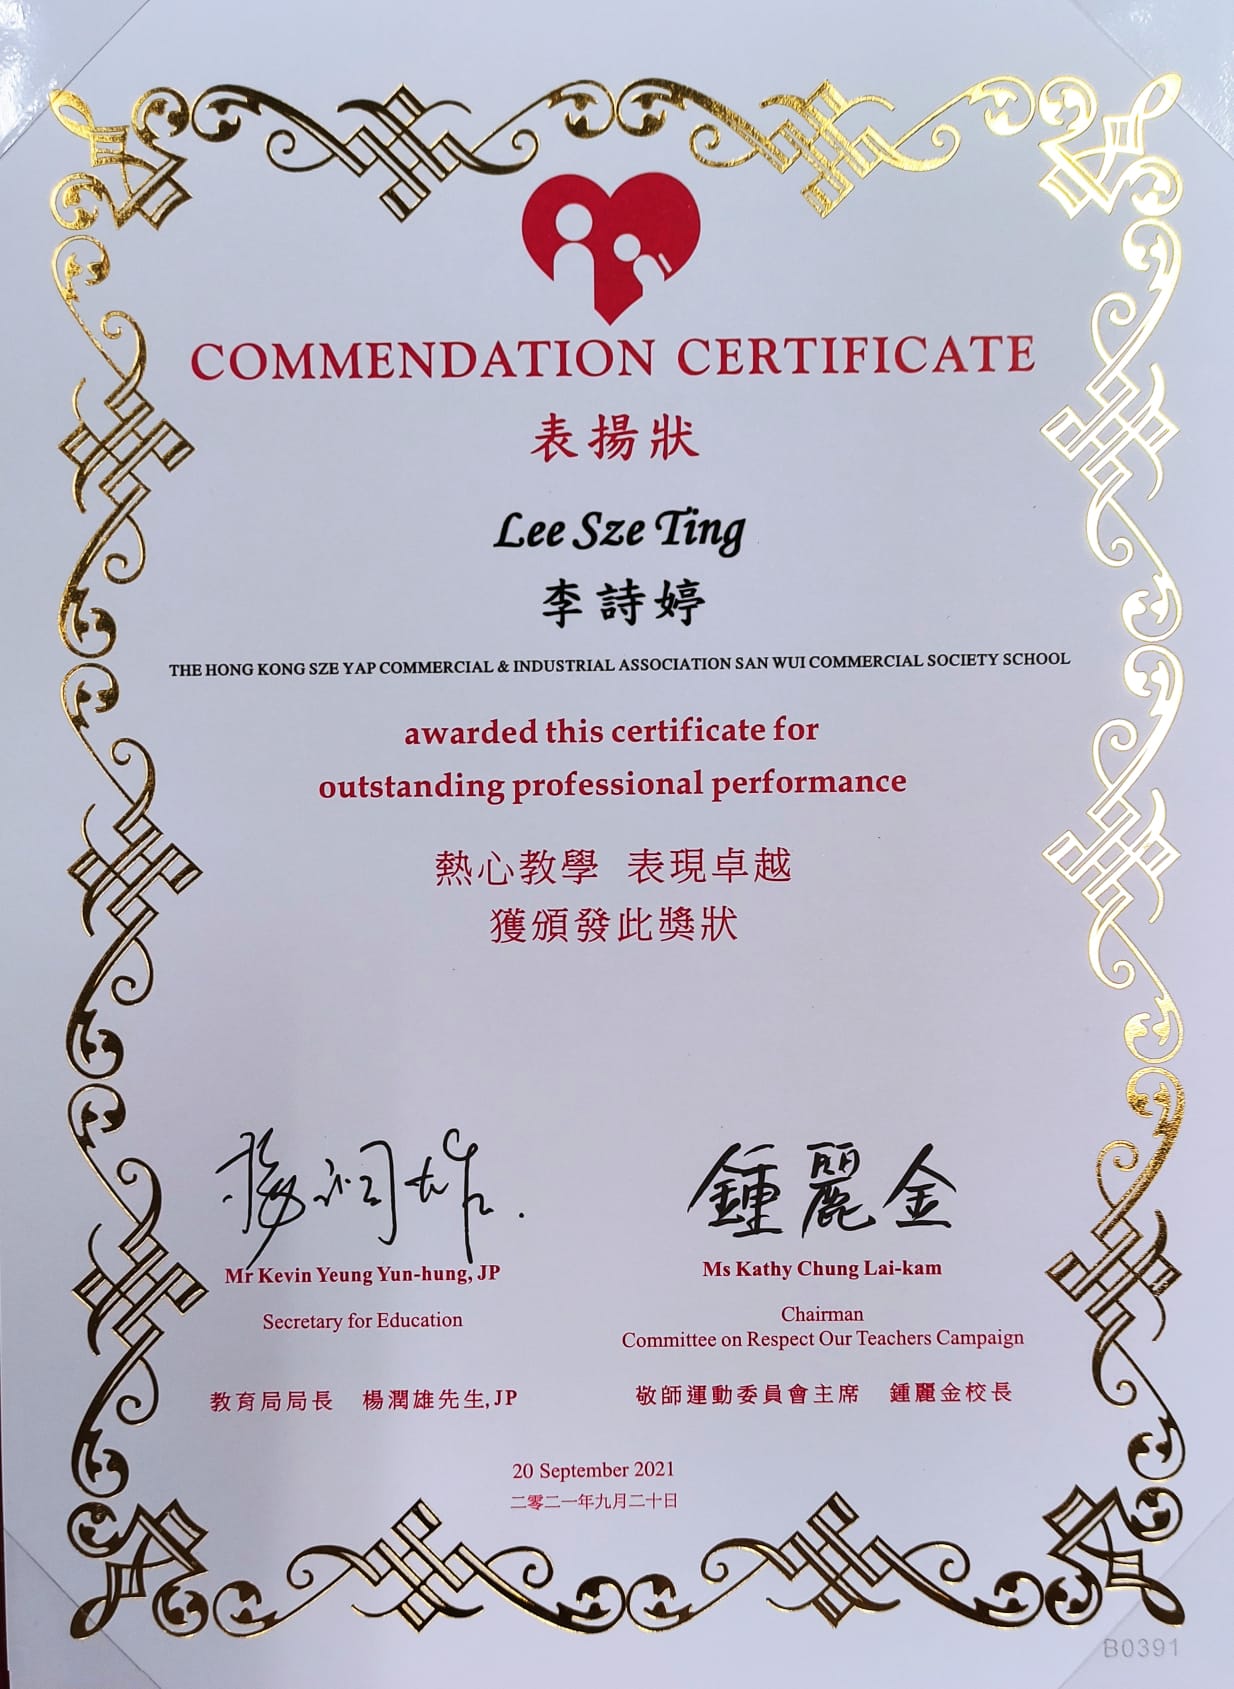 COMMENDATION CERTIFICATE
表揚狀
Lee Sze Ting
李詩婷
THE HONG KONG SZE YAP COMMERCIAL & INDUSTRIAL ASSOCIATION SAN WUI COMMERCIAL SOCIETY SCHOOL
awarded this certificate for
outstanding professional performance
熱心教學 表現卓越
獲頒發此獎狀
楊潤雄
Mr Kevin Yeung Yun-hung, JP
Secretary for Education
教育局局長 楊潤雄先生, JP
鍾麗金
Ms Kathy Chung Lai-kam
Chairman
Committee on Respect Our Teachers Campaign
敬師運動委員會主席 鍾麗金校長
20 September 2021
二零二一年九月二十日
B0391